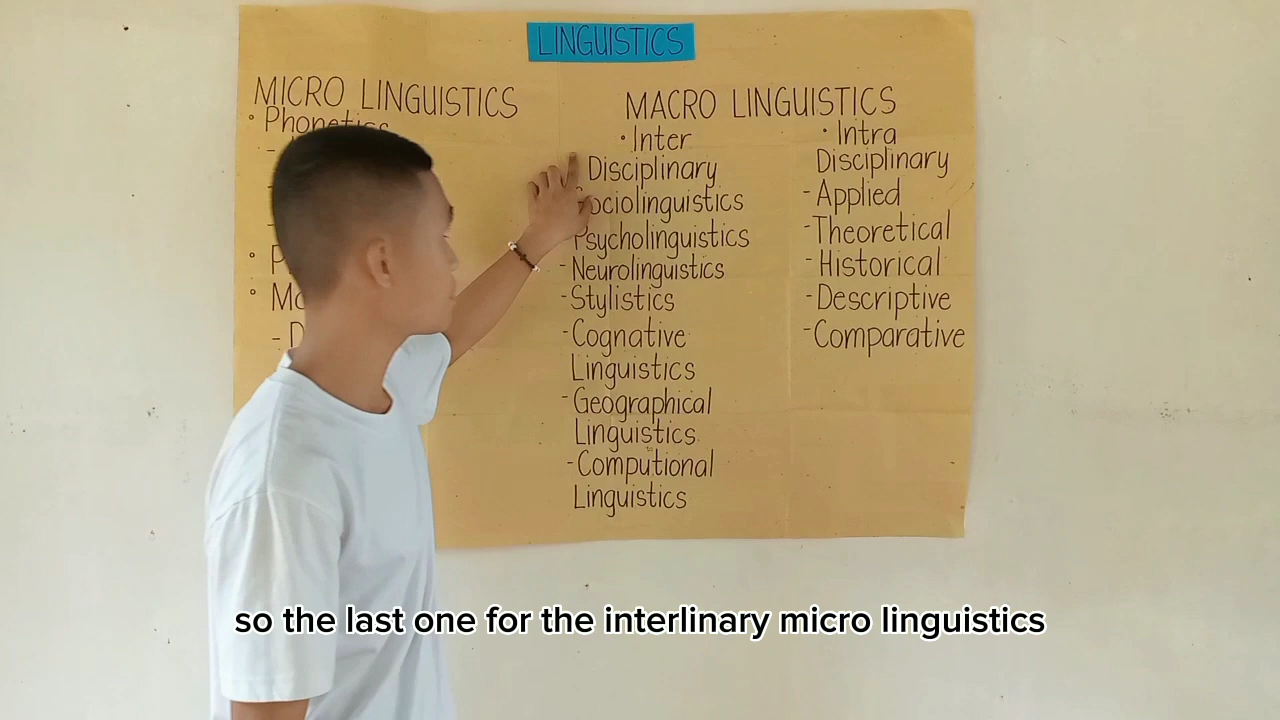 LINGUISTICS
MICRO LINGUISTICS
• Phonetics
MACRO LINGUISTICS
• Inter
Disciplinary
Sociolinguistics
Psycholinguistics
- Neurolinguistics
- Stylistics
- Cognative
Linguistics
- Geographical
Linguistics
- Computional
Linguistics
• Intra
Disciplinary
- Applied
- Theoretical
- Historical
- Descriptive
- Comparative
so the last one for the interlinary micro linguistics